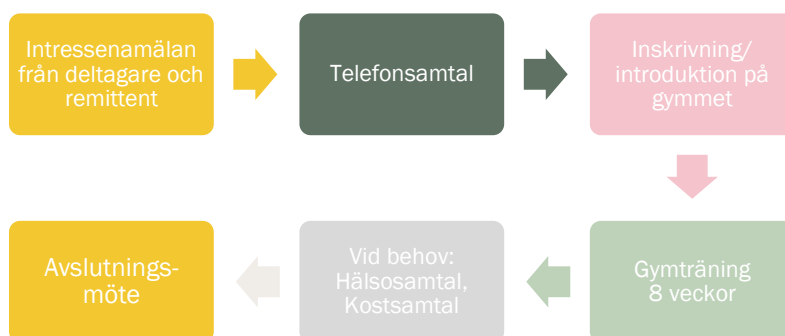 Intressenamälan
från deltagare och
remittent
Telefonsamtal
Inskrivning/
introduktion på
gymmet
Gymträning
8 veckor
Vid behov:
Hälsosamtal,
Kostsamtal
Avslutnings-
möte